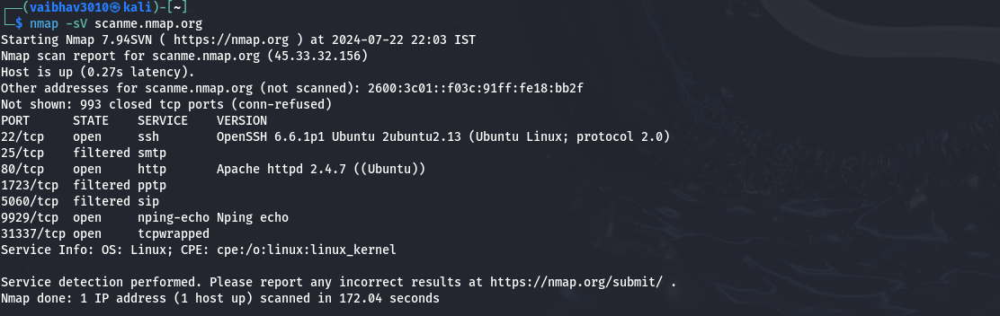 ┌──(vaibhav3010㉿kali)-[~]
└─$ nmap -sV scanme.nmap.org
Starting Nmap 7.94SVN ( https://nmap.org ) at 2024-07-22 22:03 IST
Nmap scan report for scanme.nmap.org (45.33.32.156)
Host is up (0.27s latency).
Other addresses for scanme.nmap.org (not scanned): 2600:3c01::f03c:91ff:fe18:bb2f
Not shown: 993 closed tcp ports (conn-refused)
PORT      STATE    SERVICE    VERSION
22/tcp    open     ssh        OpenSSH 6.6.1p1 Ubuntu 2ubuntu2.13 (Ubuntu Linux; protocol 2.0)
25/tcp    filtered smtp
80/tcp    open     http       Apache httpd 2.4.7 ((Ubuntu))
1723/tcp  filtered pptp
5060/tcp  filtered sip
9929/tcp  open     nping-echo Nping echo
31337/tcp open     tcpwrapped
Service Info: OS: Linux; CPE: cpe:/o:linux:linux_kernel
Service detection performed. Please report any incorrect results at https://nmap.org/submit/ .
Nmap done: 1 IP address (1 host up) scanned in 172.04 seconds